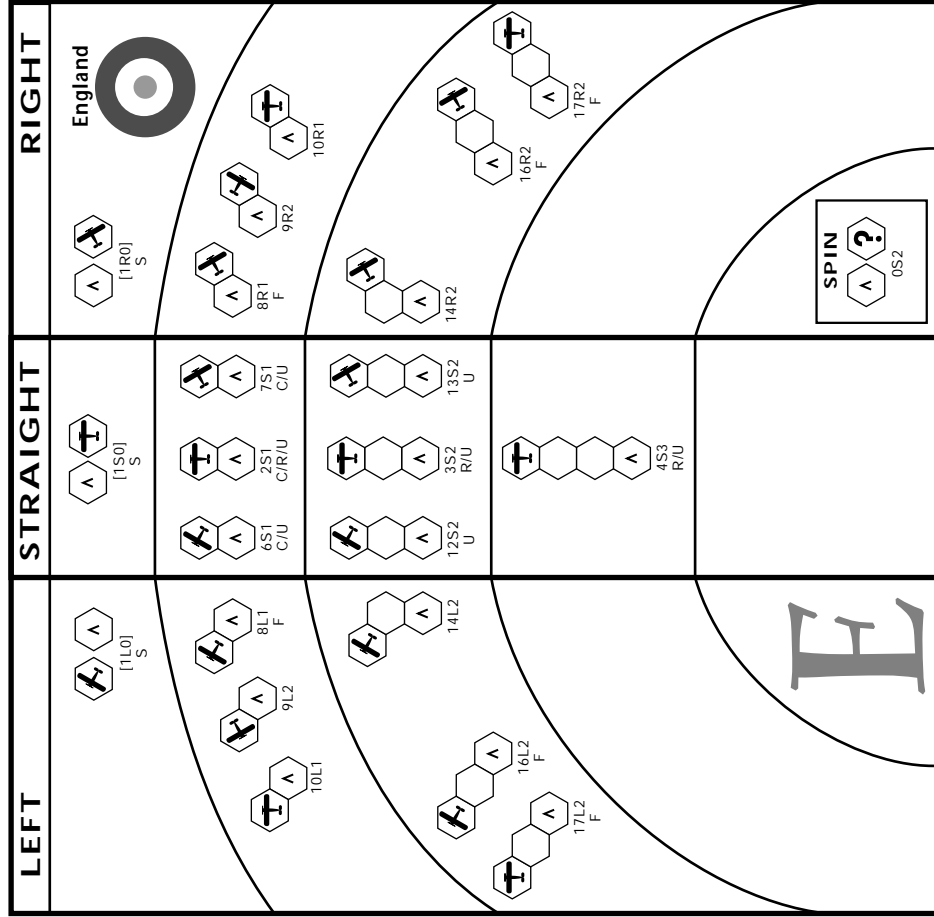 LEFT
STRAIGHT
RIGHT
England
[1L0]
S
[1S0]
S
[1R0]
S
10L1
9L2
8L1
F
6S1
C/U
2S1
C/R/U
7S1
C/U
8R1
F
9R2
10R1
17L2
F
16L2
F
14L2
12S2
U
3S2
R/U
13S2
U
14R2
16R2
F
17R2
F
4S3
R/U
E
SPIN
?
0S2